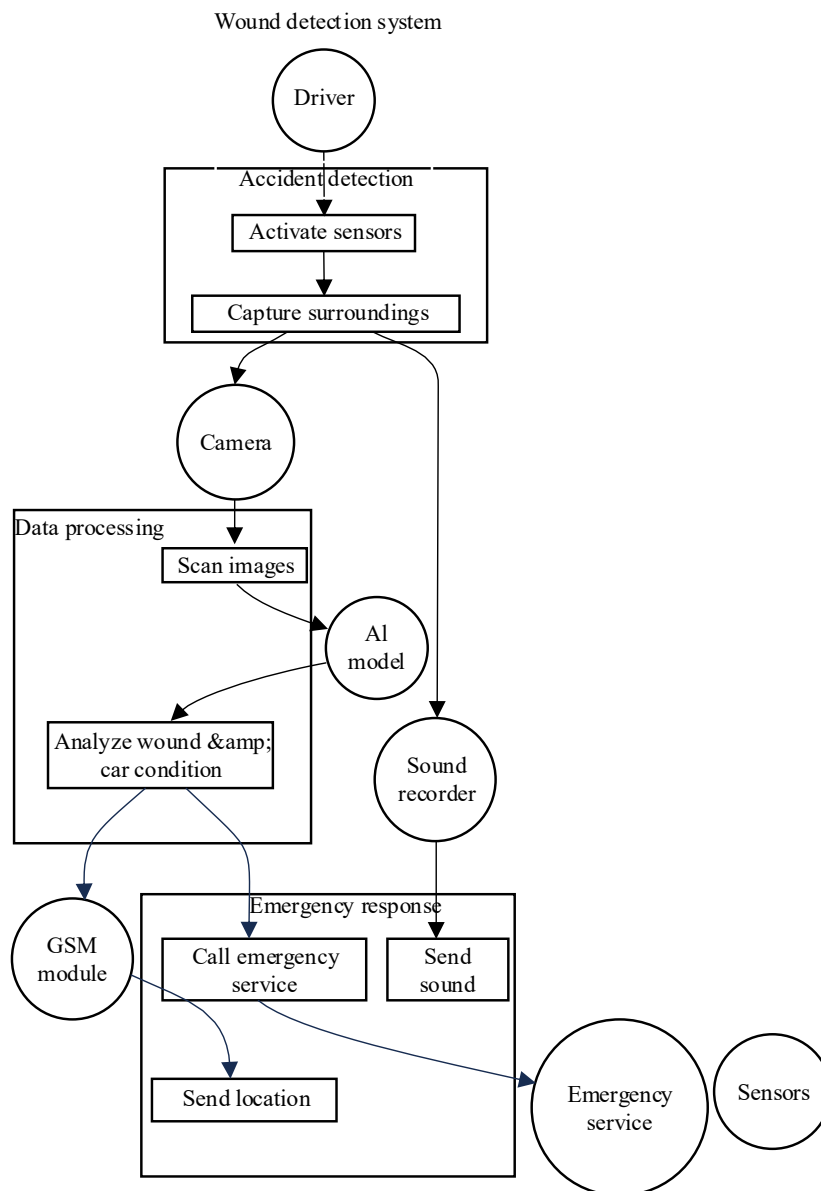 Wound detection system
Driver
Accident detection
Activate sensors
Capture surroundings
Camera
Data processing
Scan images
AI
model
Analyze wound &amp;
car condition
Sound
recorder
Emergency response
GSM
module
Call emergency
service
Send
sound
Send location
Emergency
service
Sensors